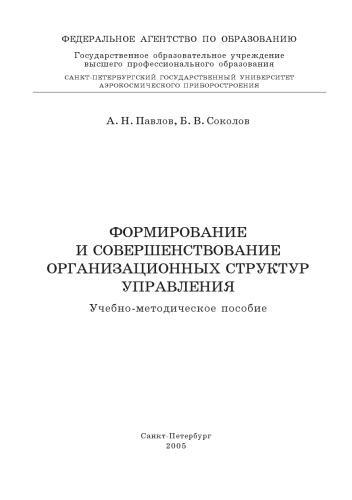 ФЕДЕРАЛЬНОЕ АГЕНТСТВО ПО ОБРАЗОВАНИЮ
Государственное образовательное учреждение
высшего профессионального образования
САНКТ-ПЕТЕРБУРГСКИЙ ГОСУДАРСТВЕННЫЙ УНИВЕРСИТЕТ
АЭРОКОСМИЧЕСКОГО ПРИБОРОСТРОЕНИЯ
А. Н. Павлов, Б. В. Соколов
ФОРМИРОВАНИЕ
И СОВЕРШЕНСТВОВАНИЕ
ОРГАНИЗАЦИОННЫХ СТРУКТУР
УПРАВЛЕНИЯ
Учебно-методическое пособие
Санкт-Петербург
2005